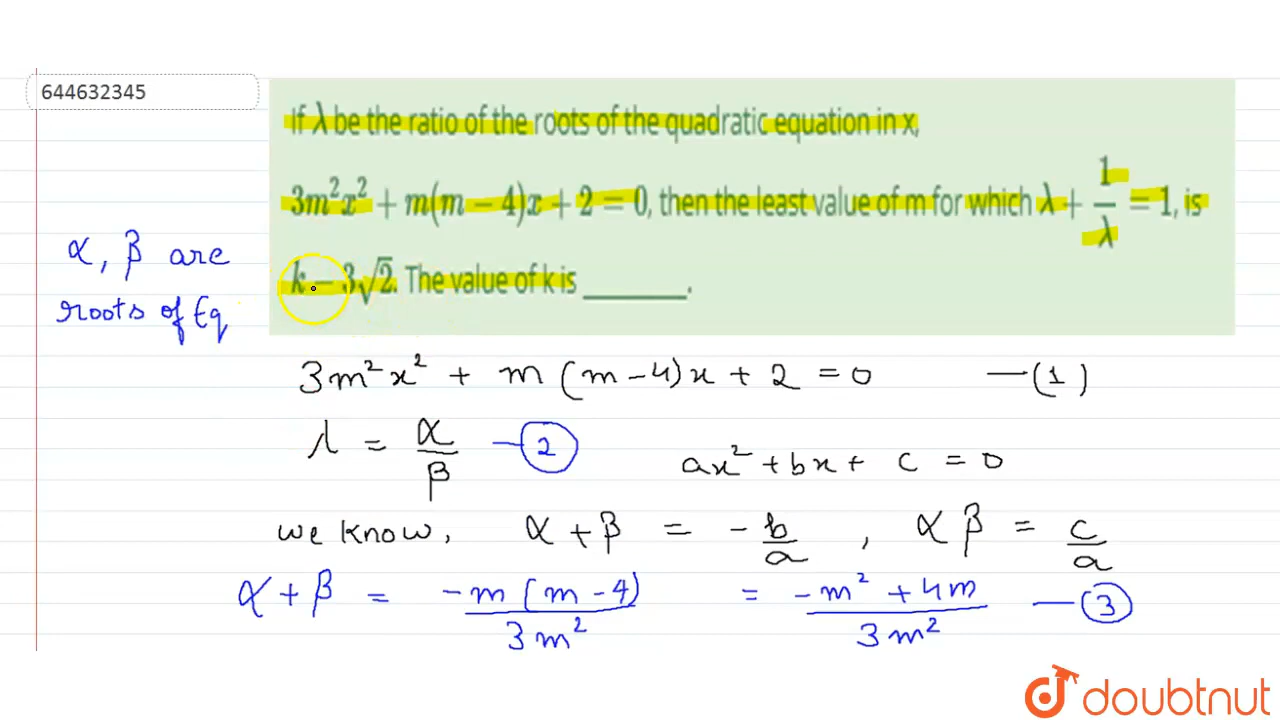 644632345
If λ be the ratio of the roots of the quadratic equation in x,
3m²x² + m(m − 4)x + 2 = 0, then the least value of m for which λ + 1/λ = 1, is
k − 3√2. The value of k is ________.
α, β are
roots of Eq
3m²x² + m(m-4)x + 2 = 0 —(1)
λ = α/β —②
ax² + bx + c = 0
we know, α + β = -b/a , αβ = c/a
α + β = -m(m-4)/3m² = -m² + 4m/3m² —③
doubtnut